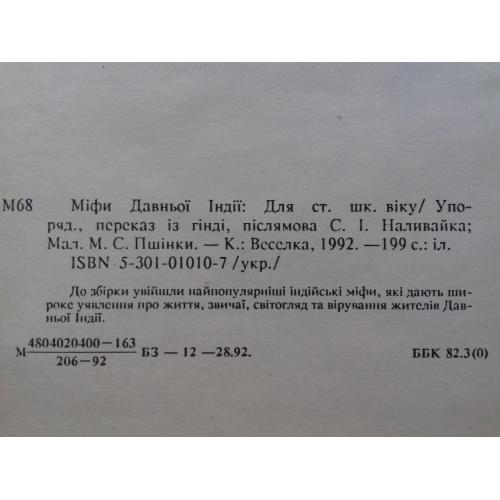 М68 Міфи Давньої Індії: Для ст. шк. віку/ Упо-
ряд., переказ із гінді, післямова С. І. Наливайка;
Мал. М. С. Пшінки. — К.: Веселка, 1992. —199 с.: іл.
ISBN 5-301-01010-7 /укр./
До збірки увійшли найпопулярніші індійські міфи, які дають ши-
роке уявлення про життя, звичаї, світогляд та вірування жителів Дав-
ньої Індії.
М 4804020400—163 БЗ — 12 —28.92. ББК 82.3(0)
206—92